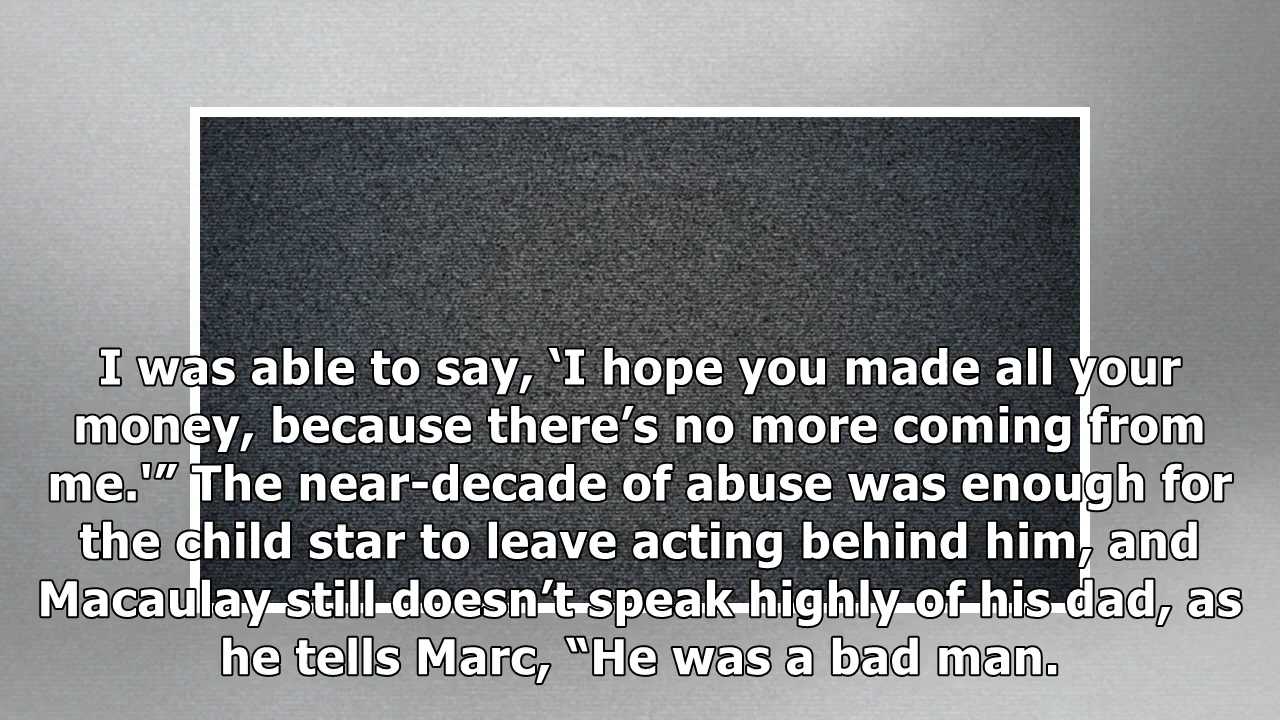 I was able to say, ‘I hope you made all your
money, because there’s no more coming from
me.'” The near-decade of abuse was enough for
the child star to leave acting behind him, and
Macaulay still doesn’t speak highly of his dad, as
he tells Marc, “He was a bad man.